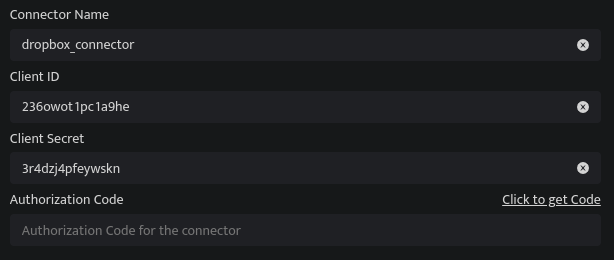 Connector Name
dropbox_connector
Client ID
236owot1pc1a9he
Client Secret
3r4dzj4pfeywskn
Authorization Code Click to get Code
Authorization Code for the connector